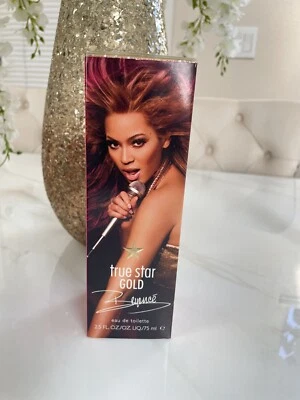 true star
GOLD
Beyoncé
eau de toilette
2.5 FL.OZ/OZ.LIQ/75 ml ℮